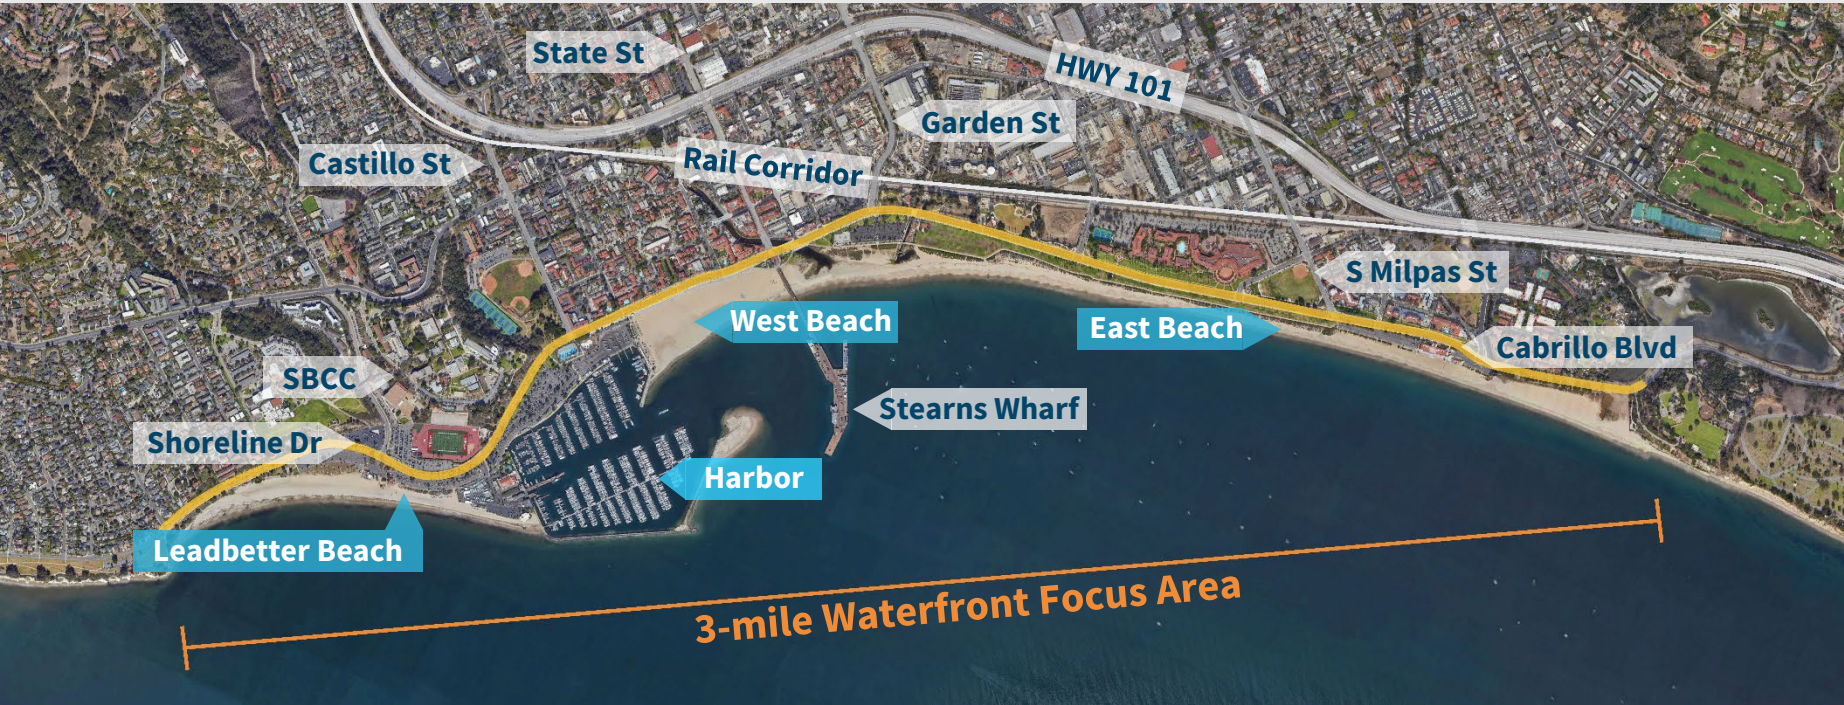 State St
HWY 101
Garden St
Castillo St
Rail Corridor
S Milpas St
West Beach
East Beach
Cabrillo Blvd
SBCC
Stearns Wharf
Shoreline Dr
Harbor
Leadbetter Beach
3-mile Waterfront Focus Area